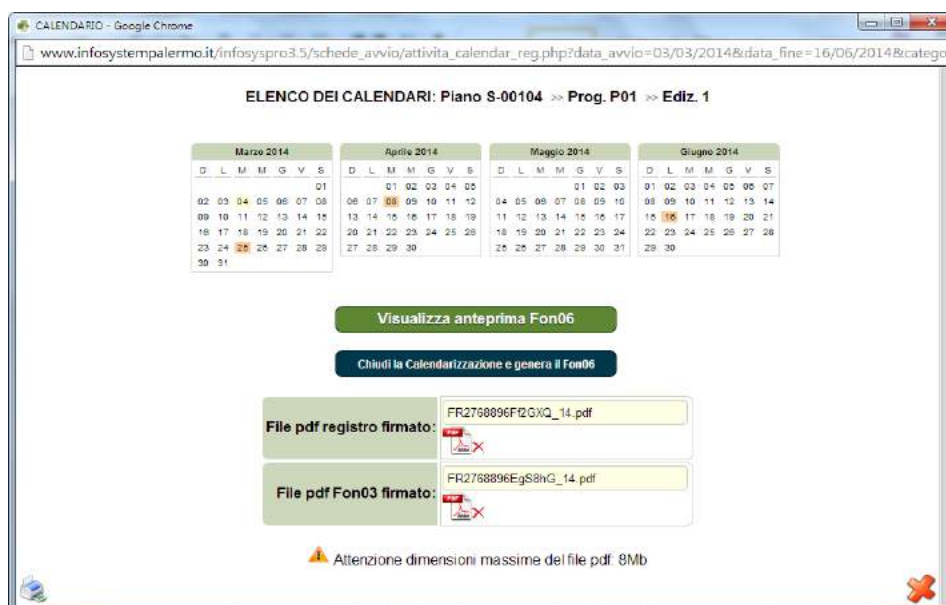 CALENDARIO - Google Chrome
www.infosystempalermo.it/infosyspro3.5/schede_avvio/attivita_calendar_reg.php?data_avvio=03/03/2014&data_fine=16/06/2014&catego
ELENCO DEI CALENDARI: Piano S-00104 >> Prog. P01 >> Ediz. 1
Marzo 2014
D L M M G V S
01
02 03 04 05 06 07 08
09 10 11 12 13 14 15
16 17 18 19 20 21 22
23 24 25 26 27 28 29
30 31
Aprile 2014
D L M M G V S
01 02 03 04 05
06 07 08 09 10 11 12
13 14 15 16 17 18 19
20 21 22 23 24 25 26
27 28 29 30
Maggio 2014
D L M M G V S
01 02 03
04 05 06 07 08 09 10
11 12 13 14 15 16 17
18 19 20 21 22 23 24
25 26 27 28 29 30 31
Giugno 2014
D L M M G V S
01 02 03 04 05 06 07
08 09 10 11 12 13 14
15 16 17 18 19 20 21
22 23 24 25 26 27 28
29 30
Visualizza anteprima Fon06
Chiudi la Calendarizzazione e genera il Fon06
File pdf registro firmato:
FR2768896Ff2GXQ_14.pdf
PDF
File pdf Fon03 firmato:
FR2768896EgS8hG_14.pdf
PDF
Attenzione dimensioni massime del file pdf: 8Mb